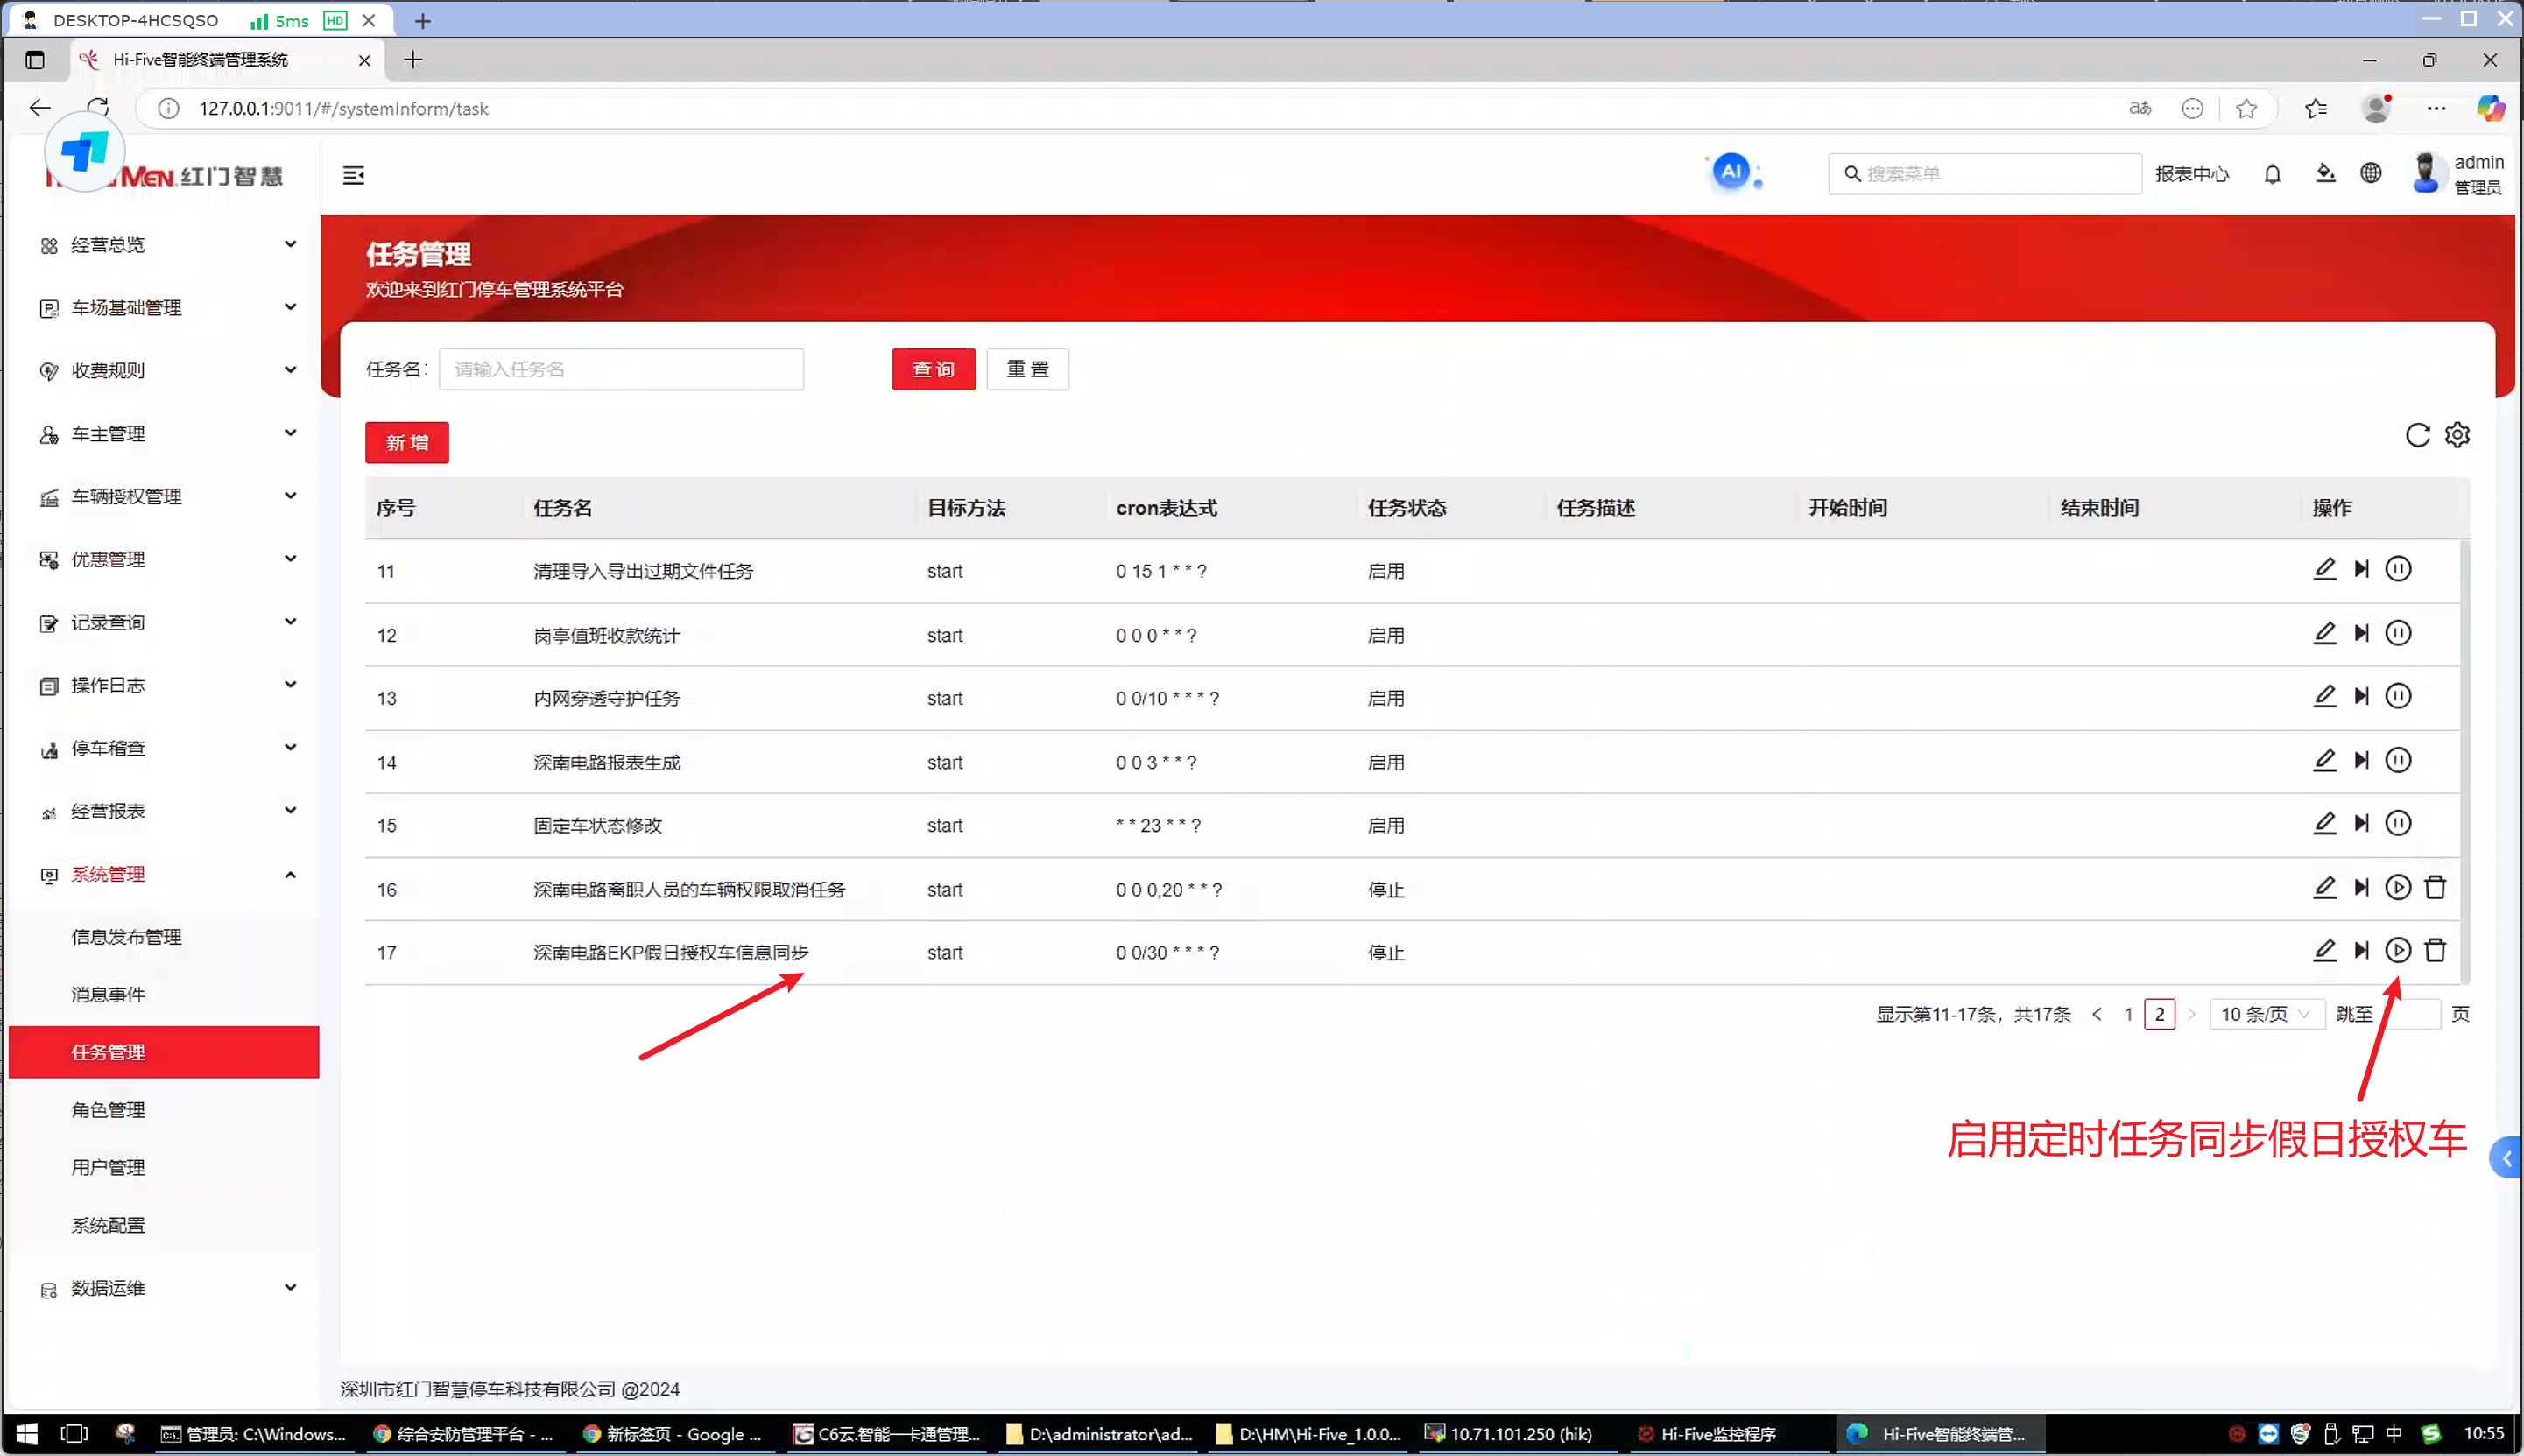 DESKTOP-4HCSQSO 5ms HD
Hi-Five智能终端管理系统
127.0.0.1:9011/#/systemInform/task
MEN.红门智慧
AI 搜索菜单 报表中心 admin
管理员
经营总览
车场基础管理
收费规则
车主管理
车辆授权管理
优惠管理
记录查询
操作日志
停车稽查
经营报表
系统管理
信息发布管理
消息事件
任务管理
角色管理
用户管理
系统配置
数据运维
任务管理
欢迎来到红门停车管理系统平台
任务名: 请输入任务名 查询 重置
新增
序号 任务名 目标方法 cron表达式 任务状态 任务描述 开始时间 结束时间 操作
11 清理导入导出过期文件任务 start 0 15 1 * * ? 启用
12 岗亭值班收款统计 start 0 0 0 * * ? 启用
13 内网穿透守护任务 start 0 0/10 * * * ? 启用
14 深南电路报表生成 start 0 0 3 * * ? 启用
15 固定车状态修改 start * * 23 * * ? 启用
16 深南电路离职人员的车辆权限取消任务 start 0 0 0,20 * * ? 停止
17 深南电路EKP假日授权车信息同步 start 0 0/30 * * * ? 停止
显示第11-17条，共17条 < 1 2 > 10 条/页 跳至 页
启用定时任务同步假日授权车
深圳市红门智慧停车科技有限公司 @2024
管理员: C:\Windows... 综合安防管理平台 - ... 新标签页 - Google ... C6云.智能一卡通管理... D:\administrator\ad... D:\HM\Hi-Five_1.0.0... 10.71.101.250 (hik) Hi-Five监控程序 Hi-Five智能终端管... 中 10:55